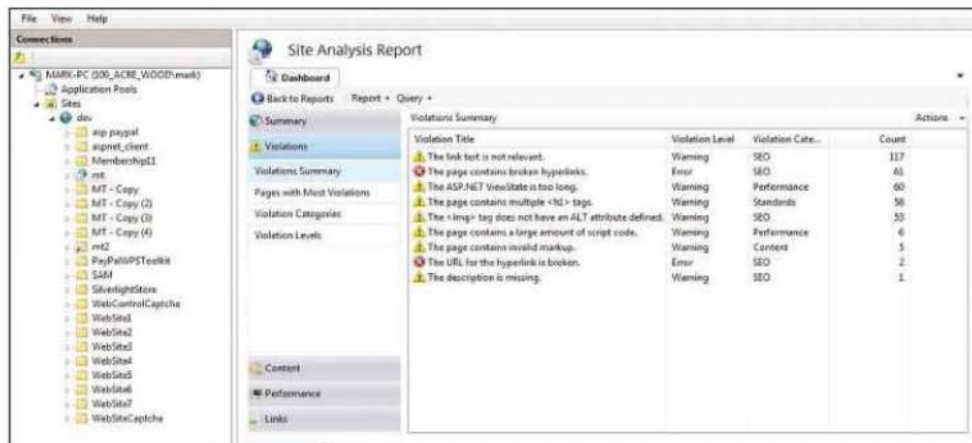 File View Help
Connections
MARK-PC (100_ACRE_WOOD\mark)
Application Pools
Sites
dev
asp paypal
aspnet_client
Membership11
mt
MT - Copy
MT - Copy (2)
MT - Copy (3)
MT - Copy (4)
mt2
PayPalWPSToolkit
SAM
SilverlightStore
WebControlCaptcha
WebSite1
WebSite2
WebSite3
WebSite4
WebSite5
WebSite6
WebSite7
WebSiteCaptcha
Site Analysis Report
Dashboard
Back to Reports Report Query
Summary
Violations
Violations Summary
Pages with Most Violations
Violation Categories
Violation Levels
Content
Performance
Links
Violations Summary Actions
Violation Title Violation Level Violation Cate... Count
The link text is not relevant. Warning SEO 117
The page contains broken hyperlinks. Error SEO 61
The ASP.NET ViewState is too long. Warning Performance 60
The page contains multiple <h1> tags. Warning Standards 58
The <img> tag does not have an ALT attribute defined. Warning SEO 53
The page contains a large amount of script code. Warning Performance 6
The page contains invalid markup. Warning Content 5
The URL for the hyperlink is broken. Error SEO 2
The description is missing. Warning SEO 1